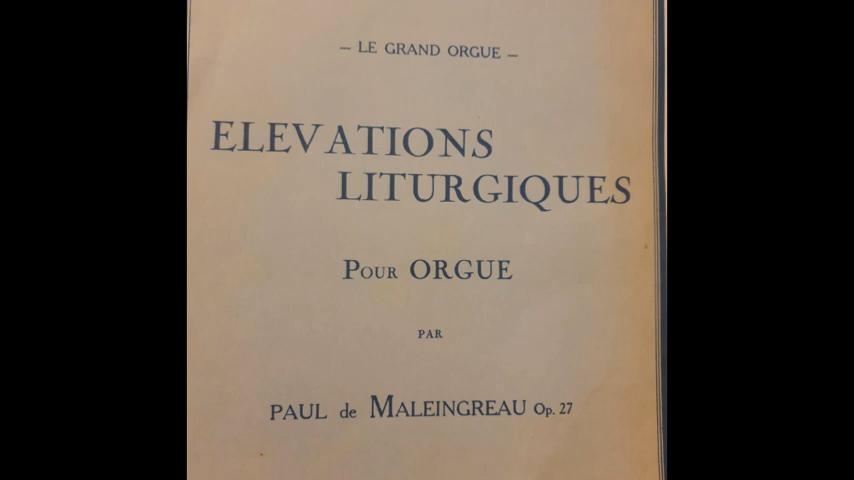 – LE GRAND ORGUE –
ELEVATIONS
LITURGIQUES
POUR ORGUE
PAR
PAUL de MALEINGREAU Op. 27